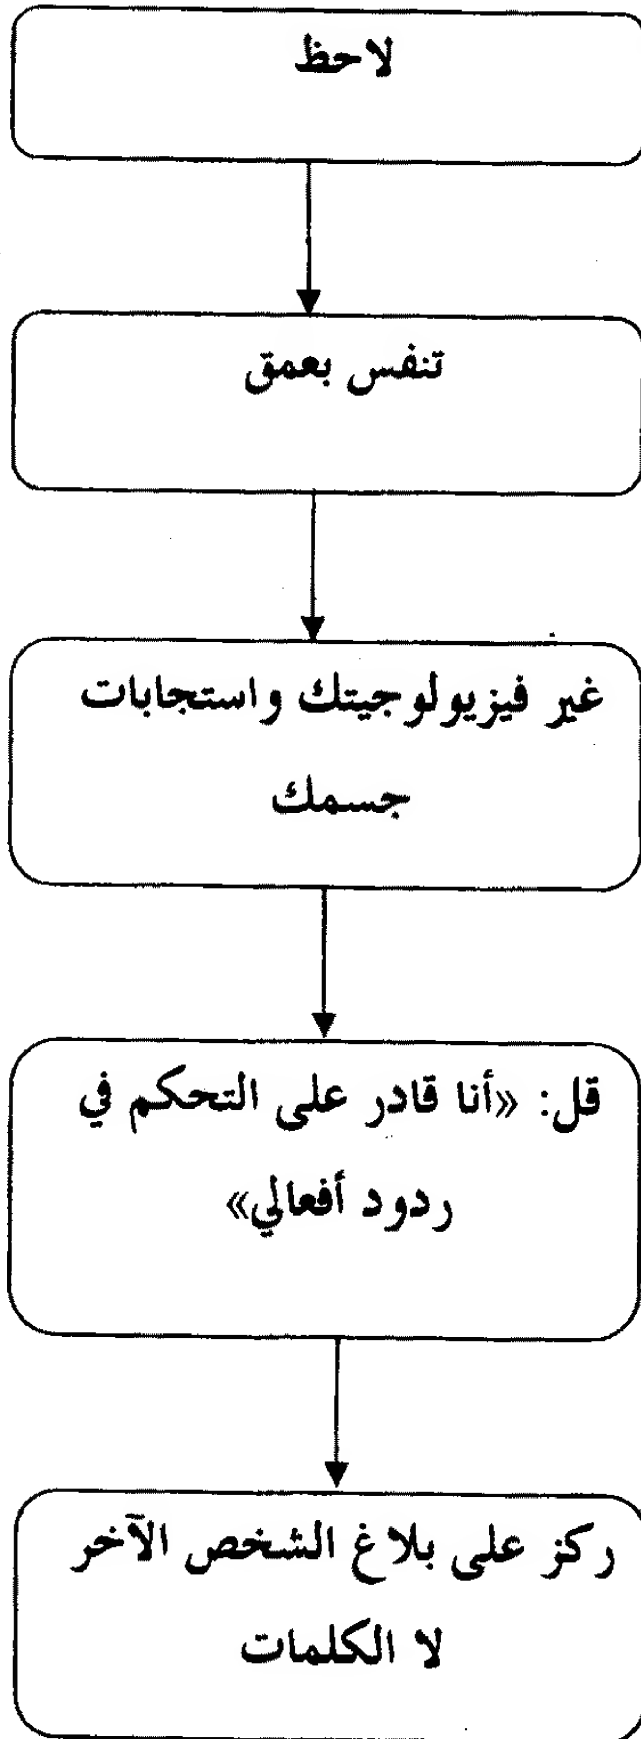 لاحظ
تنفس بعمق
غير فيزيولوجيتك واستجابات
جسمك
قل: «أنا قادر على التحكم في
ردود أفعالي»
ركز على بلاغ الشخص الآخر
لا الكلمات